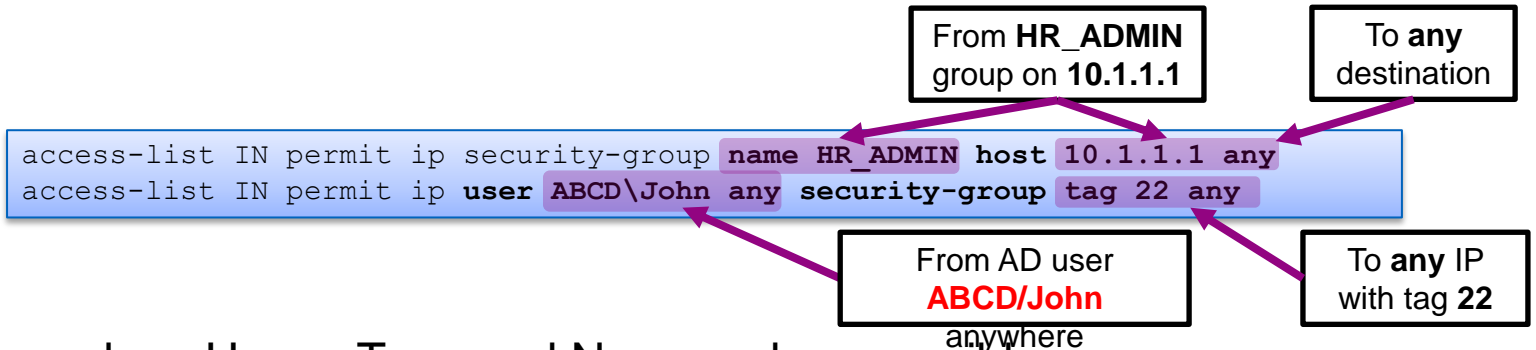 From HR_ADMIN
group on 10.1.1.1
To any
destination
access-list IN permit ip security-group name HR_ADMIN host 10.1.1.1 any
access-list IN permit ip user ABCD\John any security-group tag 22 any
From AD user
ABCD/John
anywhere
To any IP
with tag 22